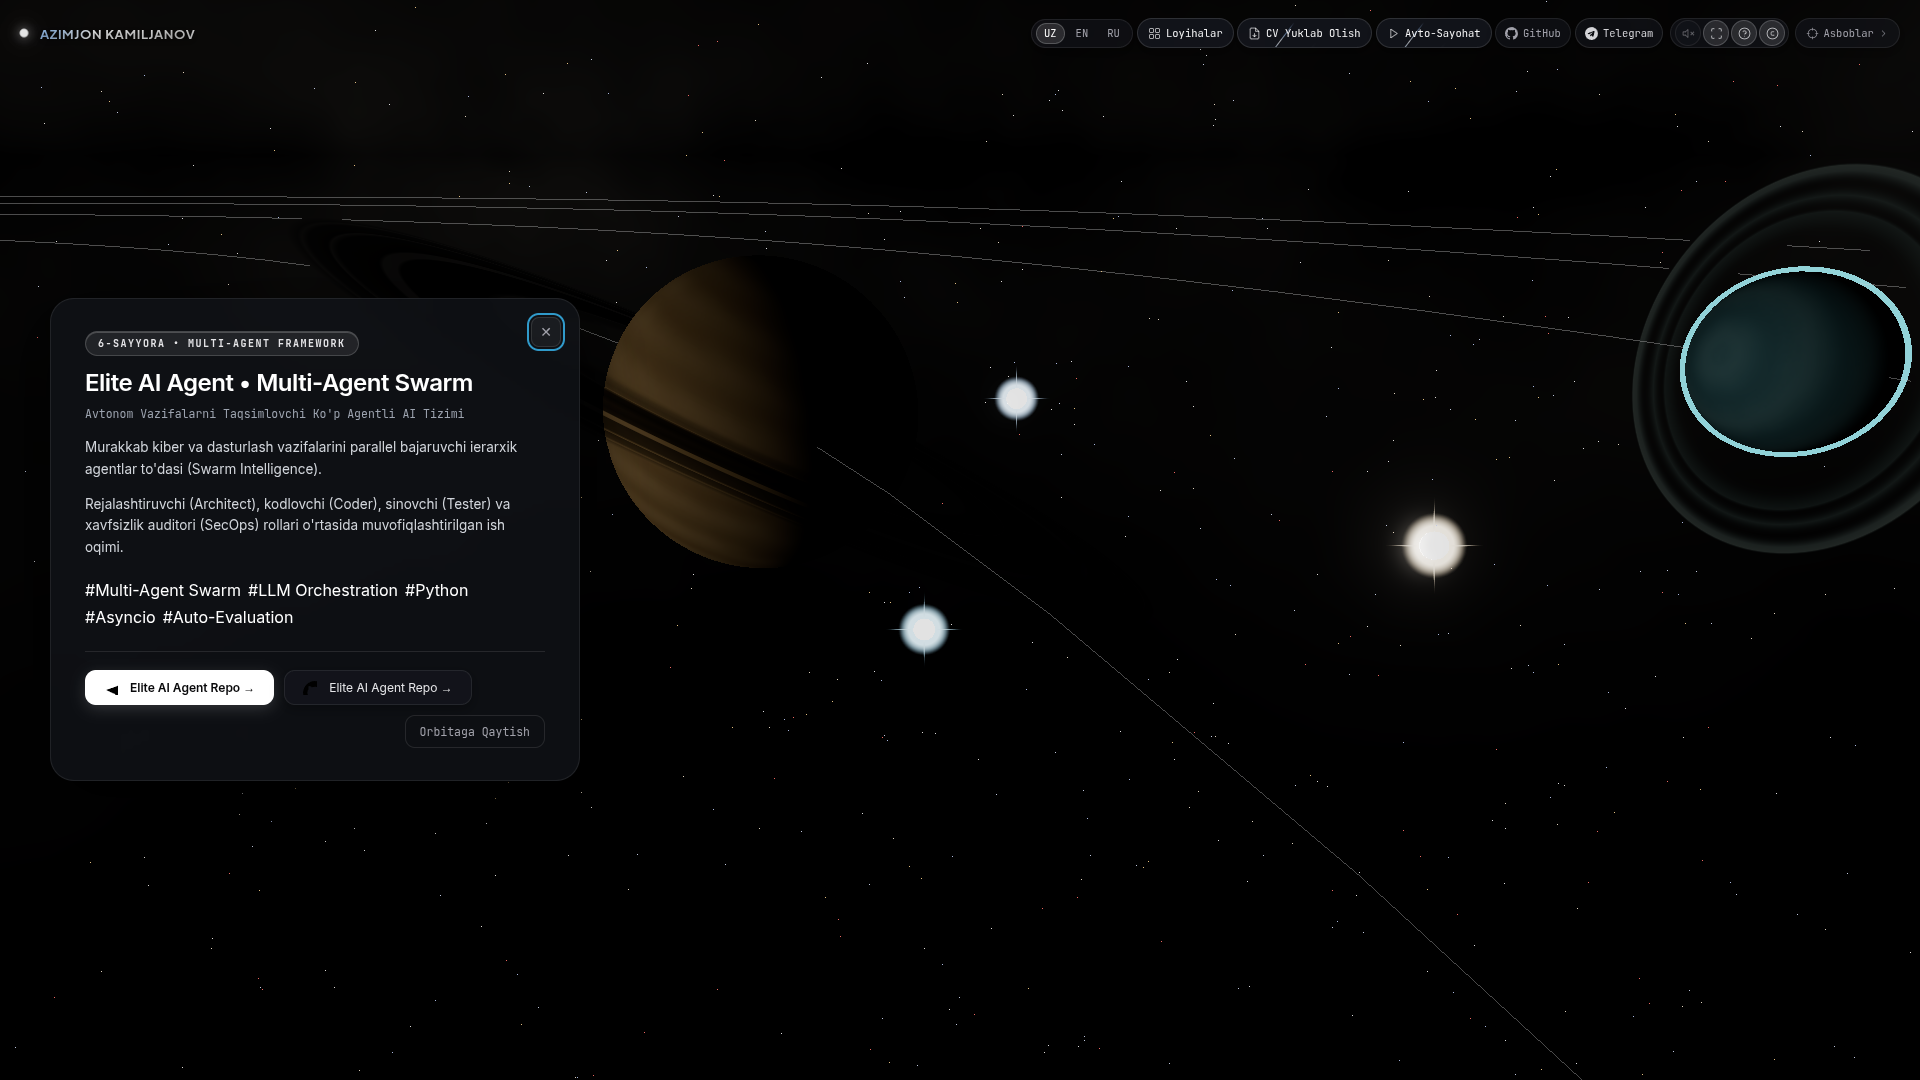 AZIMJON KAMILJANOV
UZ EN RU Loyihalar CV Yuklab Olish Avto-Sayohat GitHub Telegram Asboblar
6-SAYYORA • MULTI-AGENT FRAMEWORK
Elite AI Agent • Multi-Agent Swarm
Avtonom Vazifalarni Taqsimlovchi Ko'p Agentli AI Tizimi
Murakkab kiber va dasturlash vazifalarini parallel bajaruvchi ierarxik
agentlar to'dasi (Swarm Intelligence).
Rejalashtiruvchi (Architect), kodlovchi (Coder), sinovchi (Tester) va
xavfsizlik auditori (SecOps) rollari o'rtasida muvofiqlashtirilgan ish
oqimi.
#Multi-Agent Swarm #LLM Orchestration #Python
#Asyncio #Auto-Evaluation
Elite AI Agent Repo → Elite AI Agent Repo →
Orbitaga Qaytish